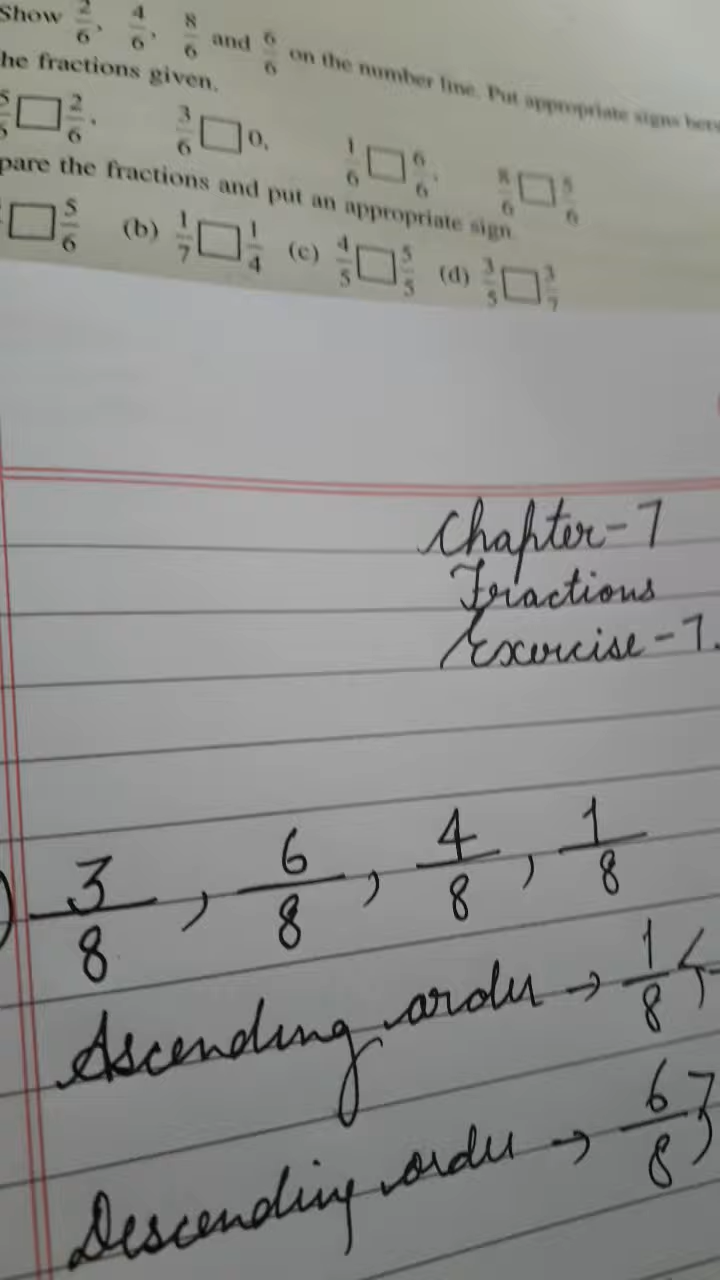 Show 2/6, 4/6, 8/6 and 6/6 on the number line. Put appropriate signs
he fractions given.
□ 2/6, 3/6 □ 0, 1/6 □ 6/6, 8/6 □ 5/6
pare the fractions and put an appropriate sign.
□ 5/6 (b) 1/7 □ 1/4 (c) 4/5 □ 5/5 (d) 3/5 □ 3/7
Chapter-7
Fractions
Exercise-7.
3/8, 6/8, 4/8, 1/8
Ascending order → 1/8 <,
Descending order → 6/8 >,